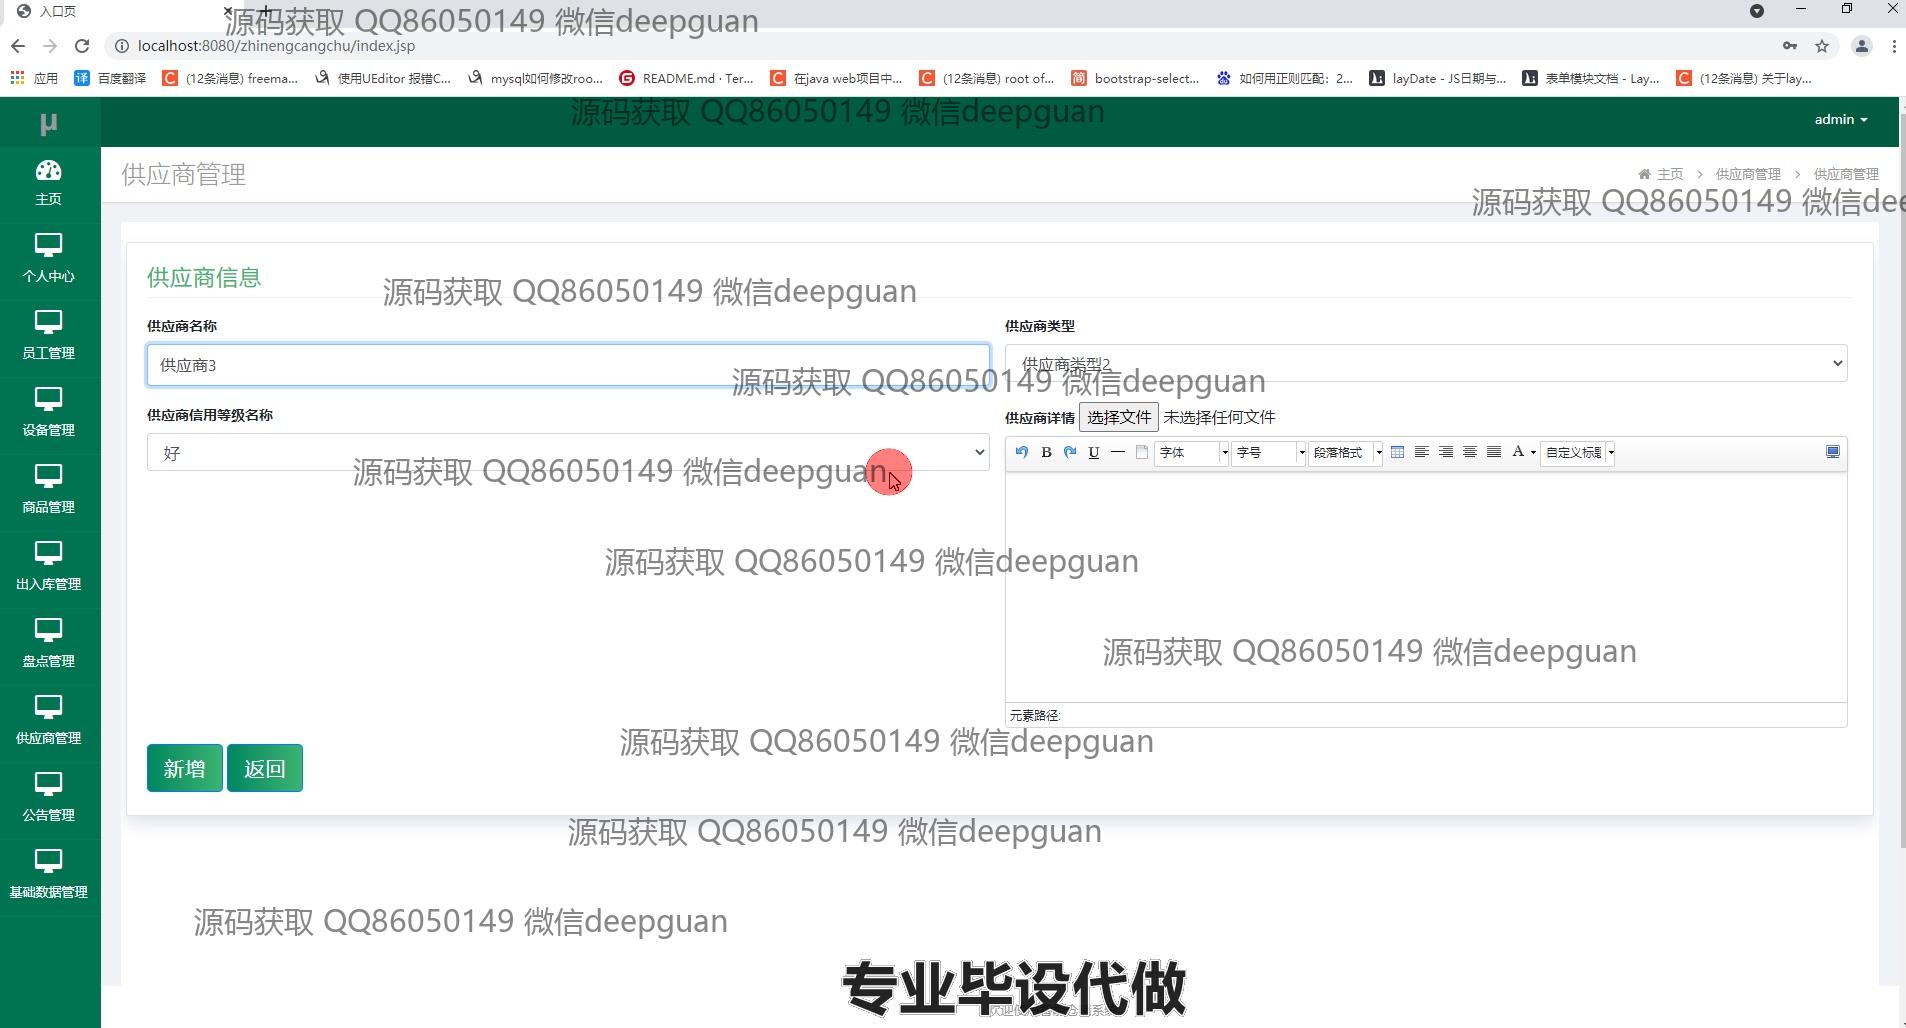 入口页
源码获取 QQ86050149 微信deepguan
localhost:8080/zhinengcangchu/index.jsp
应用 百度翻译 (12条消息) freema... 使用UEditor 报错C... mysql如何修改roo... README.md · Ter... 在java web项目中... (12条消息) root of... bootstrap-select... 如何用正则匹配：2... layDate - JS日期与... 表单模块文档 - Lay... (12条消息) 关于lay...
源码获取 QQ86050149 微信deepguan
μ
admin
供应商管理
主页 > 供应商管理 > 供应商管理
源码获取 QQ86050149 微信dee
主页
个人中心
员工管理
设备管理
商品管理
出入库管理
盘点管理
供应商管理
公告管理
基础数据管理
供应商信息
源码获取 QQ86050149 微信deepguan
供应商名称
供应商类型
供应商3
供应商类型2
源码获取 QQ86050149 微信deepguan
供应商信用等级名称
供应商详情 选择文件 未选择任何文件
好
B U 字体 字号 段落格式 A 自定义标题
源码获取 QQ86050149 微信deepguan
源码获取 QQ86050149 微信deepguan
源码获取 QQ86050149 微信deepguan
元素路径:
源码获取 QQ86050149 微信deepguan
新增 返回
源码获取 QQ86050149 微信deepguan
源码获取 QQ86050149 微信deepguan
专业毕设代做